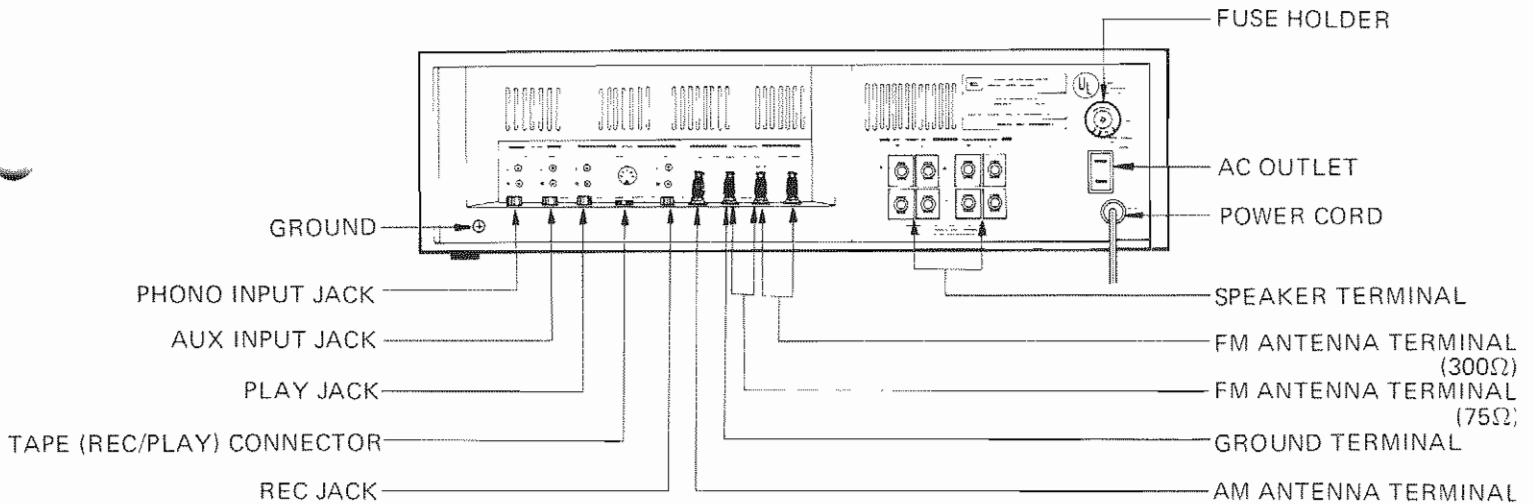 FUSE HOLDER
UL
AC OUTLET
GROUND
POWER CORD
PHONO INPUT JACK
SPEAKER TERMINAL
AUX INPUT JACK
FM ANTENNA TERMINAL
(300Ω)
PLAY JACK
FM ANTENNA TERMINAL
(75Ω)
TAPE (REC/PLAY) CONNECTOR
GROUND TERMINAL
REC JACK
AM ANTENNA TERMINAL